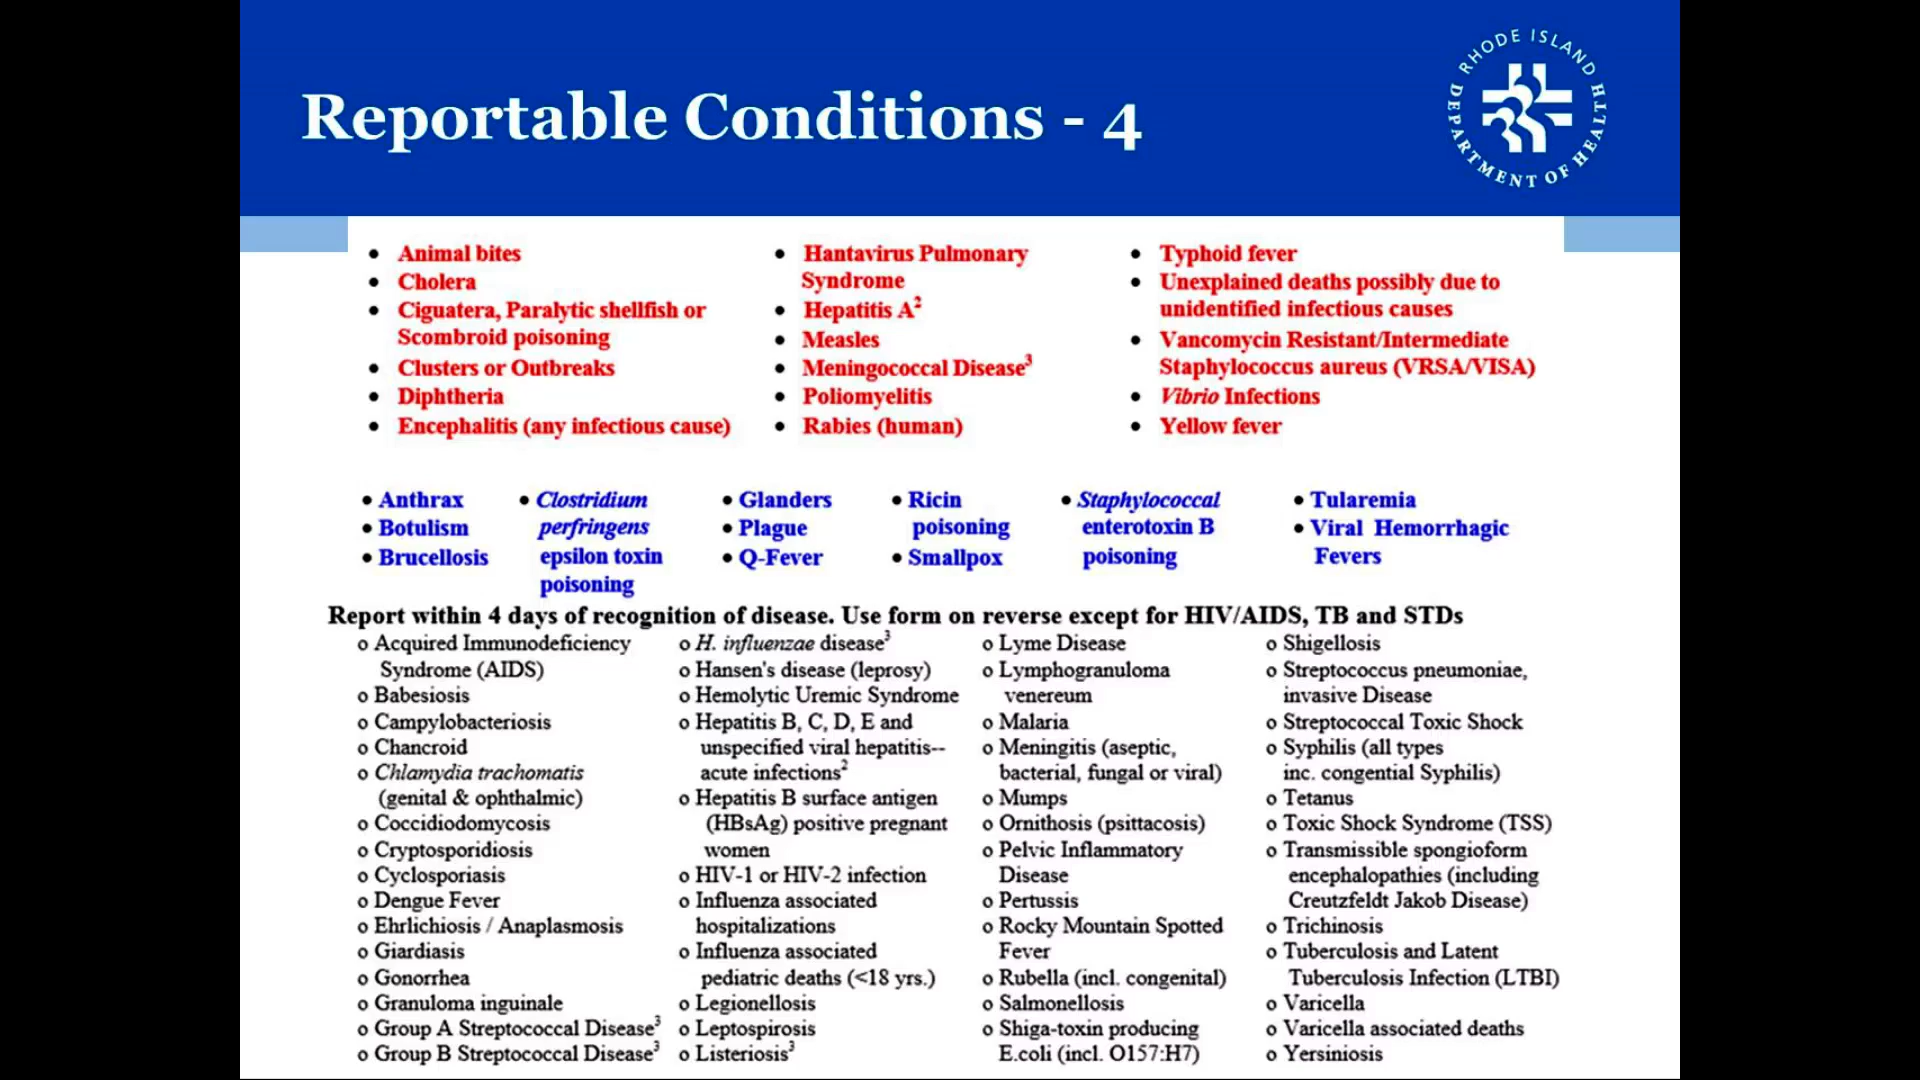 Reportable Conditions - 4
RHODE ISLAND
DEPARTMENT OF HEALTH
• Animal bites
• Cholera
• Ciguatera, Paralytic shellfish or
Scombroid poisoning
• Clusters or Outbreaks
• Diphtheria
• Encephalitis (any infectious cause)
• Hantavirus Pulmonary
Syndrome
• Hepatitis A²
• Measles
• Meningococcal Disease³
• Poliomyelitis
• Rabies (human)
• Typhoid fever
• Unexplained deaths possibly due to
unidentified infectious causes
• Vancomycin Resistant/Intermediate
Staphylococcus aureus (VRSA/VISA)
• Vibrio Infections
• Yellow fever
• Anthrax
• Botulism
• Brucellosis
• Clostridium
perfringens
epsilon toxin
poisoning
• Glanders
• Plague
• Q-Fever
• Ricin
poisoning
• Smallpox
• Staphylococcal
enterotoxin B
poisoning
• Tularemia
• Viral Hemorrhagic
Fevers
Report within 4 days of recognition of disease. Use form on reverse except for HIV/AIDS, TB and STDs
o Acquired Immunodeficiency
Syndrome (AIDS)
o Babesiosis
o Campylobacteriosis
o Chancroid
o Chlamydia trachomatis
(genital & ophthalmic)
o Coccidiodomycosis
o Cryptosporidiosis
o Cyclosporiasis
o Dengue Fever
o Ehrlichiosis / Anaplasmosis
o Giardiasis
o Gonorrhea
o Granuloma inguinale
o Group A Streptococcal Disease³
o Group B Streptococcal Disease³
o H. influenzae disease³
o Hansen's disease (leprosy)
o Hemolytic Uremic Syndrome
o Hepatitis B, C, D, E and
unspecified viral hepatitis--
acute infections²
o Hepatitis B surface antigen
(HBsAg) positive pregnant
women
o HIV-1 or HIV-2 infection
o Influenza associated
hospitalizations
o Influenza associated
pediatric deaths (<18 yrs.)
o Legionellosis
o Leptospirosis
o Listeriosis³
o Lyme Disease
o Lymphogranuloma
venereum
o Malaria
o Meningitis (aseptic,
bacterial, fungal or viral)
o Mumps
o Ornithosis (psittacosis)
o Pelvic Inflammatory
Disease
o Pertussis
o Rocky Mountain Spotted
Fever
o Rubella (incl. congenital)
o Salmonellosis
o Shiga-toxin producing
E.coli (incl. O157:H7)
o Shigellosis
o Streptococcus pneumoniae,
invasive Disease
o Streptococcal Toxic Shock
o Syphilis (all types
inc. congential Syphilis)
o Tetanus
o Toxic Shock Syndrome (TSS)
o Transmissible spongioform
encephalopathies (including
Creutzfeldt Jakob Disease)
o Trichinosis
o Tuberculosis and Latent
Tuberculosis Infection (LTBI)
o Varicella
o Varicella associated deaths
o Yersiniosis